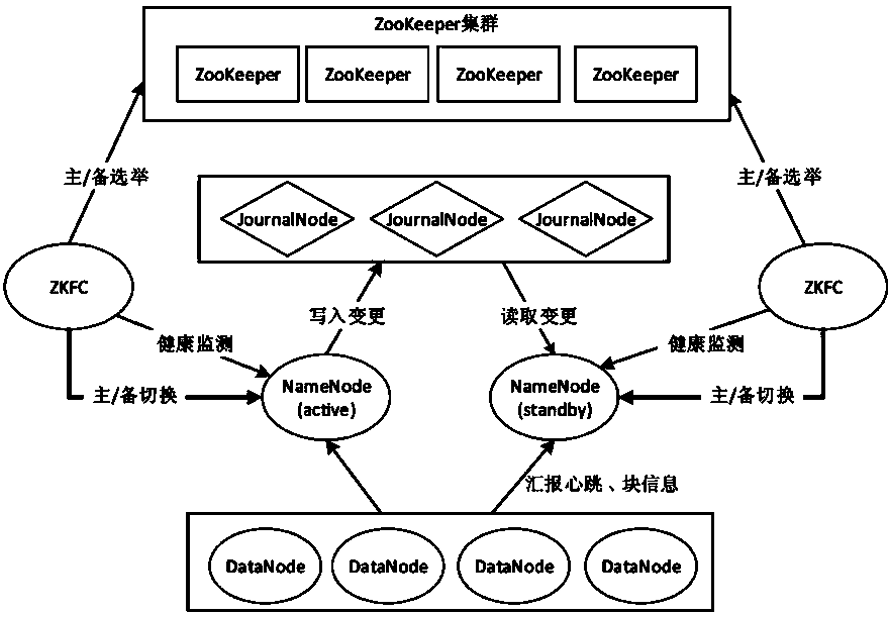 ZooKeeper集群
ZooKeeper
ZooKeeper
ZooKeeper
ZooKeeper
主/备选举
主/备选举
JournalNode
JournalNode
JournalNode
ZKFC
ZKFC
写入变更
读取变更
健康监测
健康监测
NameNode
(active)
NameNode
(standby)
主/备切换
主/备切换
汇报心跳、块信息
DataNode
DataNode
DataNode
DataNode